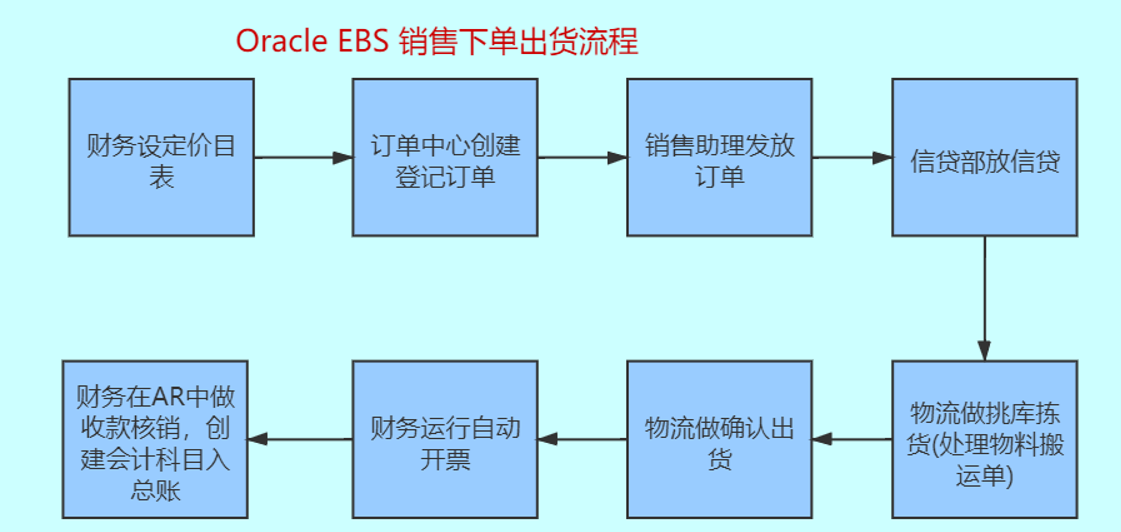 Oracle EBS 销售下单出货流程
财务设定价目
表
订单中心创建
登记订单
销售助理发放
订单
信贷部放信贷
物流做挑库拣
货(处理物料搬
运单)
物流做确认出
货
财务运行自动
开票
财务在AR中做
收款核销，创
建会计科目入
总账